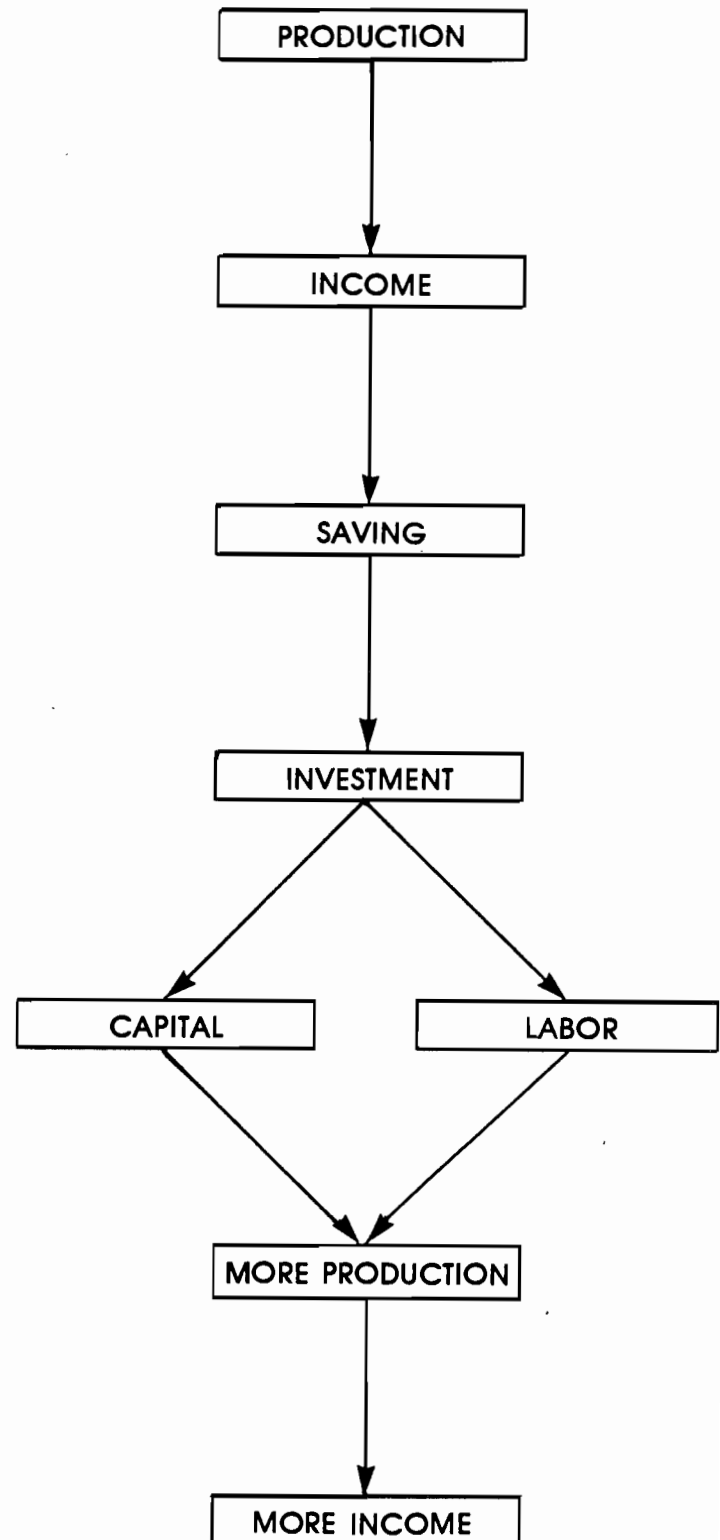 PRODUCTION
INCOME
SAVING
INVESTMENT
CAPITAL
LABOR
MORE PRODUCTION
MORE INCOME